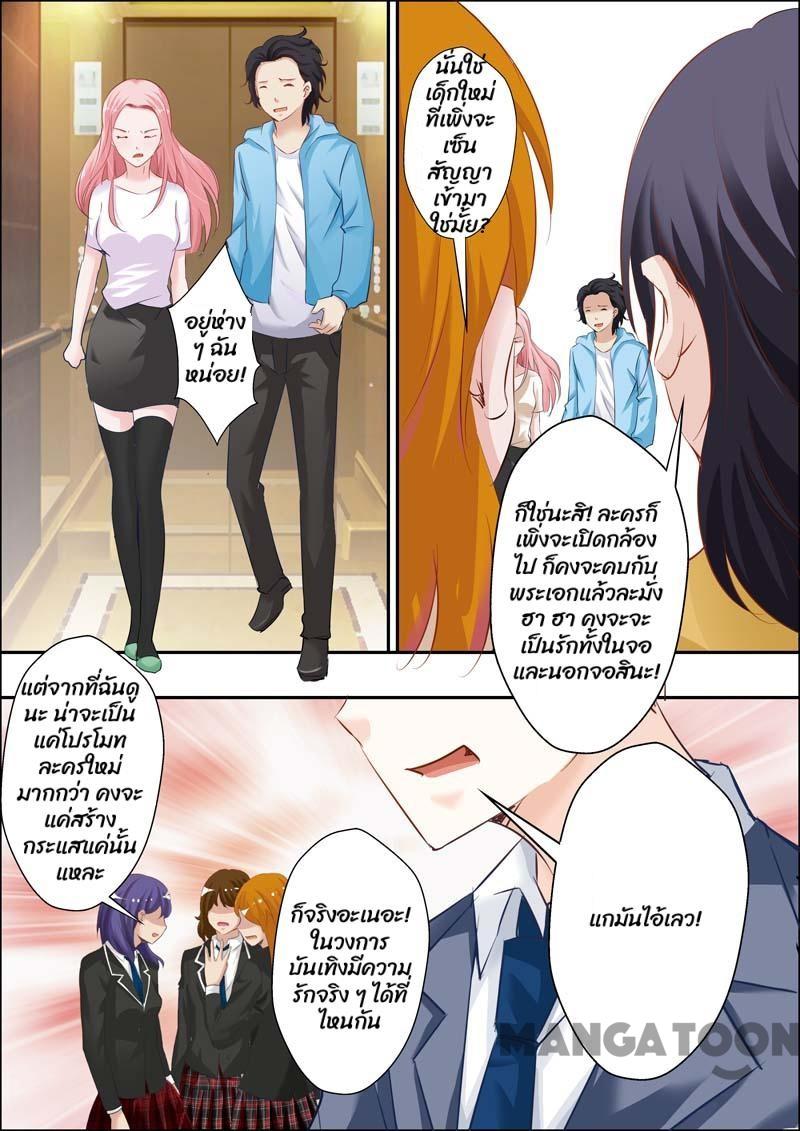 อยู่ห่าง
ๆ ฉัน
หน่อย!
นั่นใช่
เด็กใหม่
ที่เพิ่งจะ
เซ็น
สัญญา
เข้ามา
ใช่มั้ย?
ก็ใช่นะสิ! ละครก็
เพิ่งจะเปิดกล้อง
ไป ก็คงจะคบกับ
พระเอกแล้วละมั่ง
ฮา ฮา คงจะจะ
เป็นรักทั้งในจอ
และนอกจอสินะ!
แต่จากที่ฉันดู
นะ น่าจะเป็น
แค่โปรโมท
ละครใหม่
มากกว่า คงจะ
แค่สร้าง
กระแสแค่นั้น
แหละ
ก็จริงอะเนอะ!
ในวงการ
บันเทิงมีความ
รักจริง ๆ ได้ที่
ไหนกัน
แกมันไอ้เลว!
MANGATOON